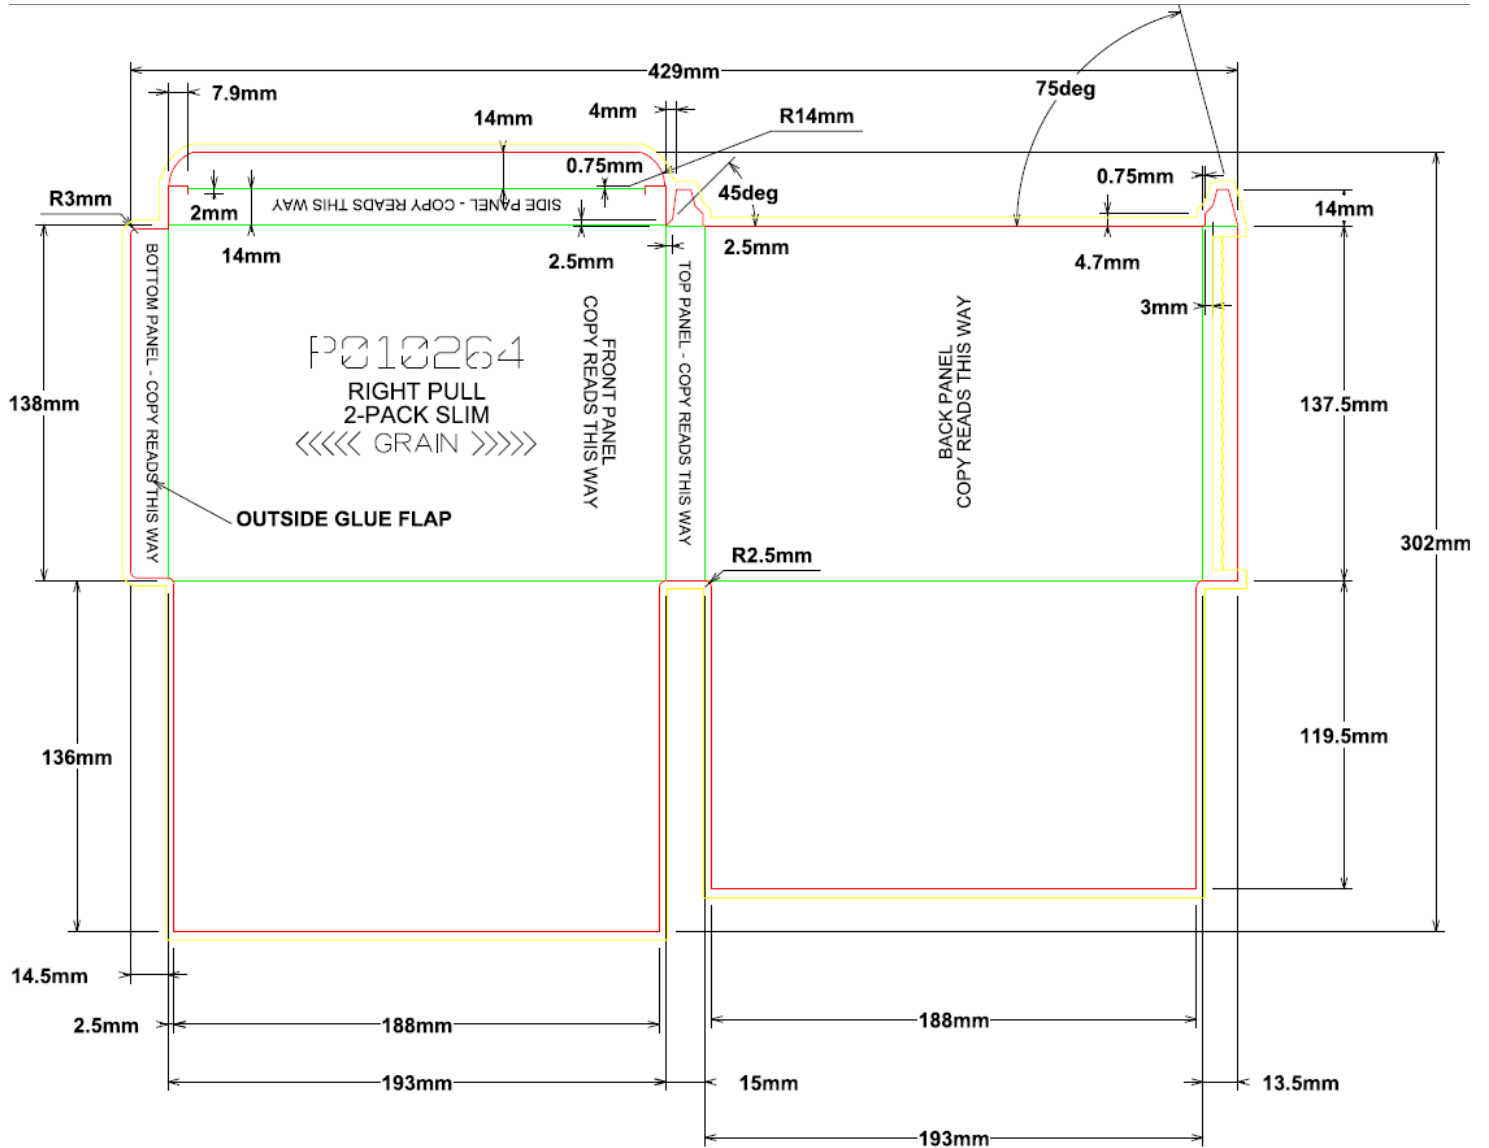 429mm
7.9mm
75deg
4mm
14mm
R14mm
0.75mm
0.75mm
45deg
R3mm
2mm
SIDE PANEL - COPY READS THIS WAY
14mm
14mm
2.5mm
2.5mm
4.7mm
3mm
BOTTOM PANEL - COPY READS THIS WAY
P010264
RIGHT PULL
2-PACK SLIM
<<<<< GRAIN >>>>>
FRONT PANEL
COPY READS THIS WAY
TOP PANEL - COPY READS THIS WAY
BACK PANEL
COPY READS THIS WAY
138mm
137.5mm
OUTSIDE GLUE FLAP
302mm
R2.5mm
136mm
119.5mm
14.5mm
2.5mm
188mm
188mm
193mm
15mm
13.5mm
193mm